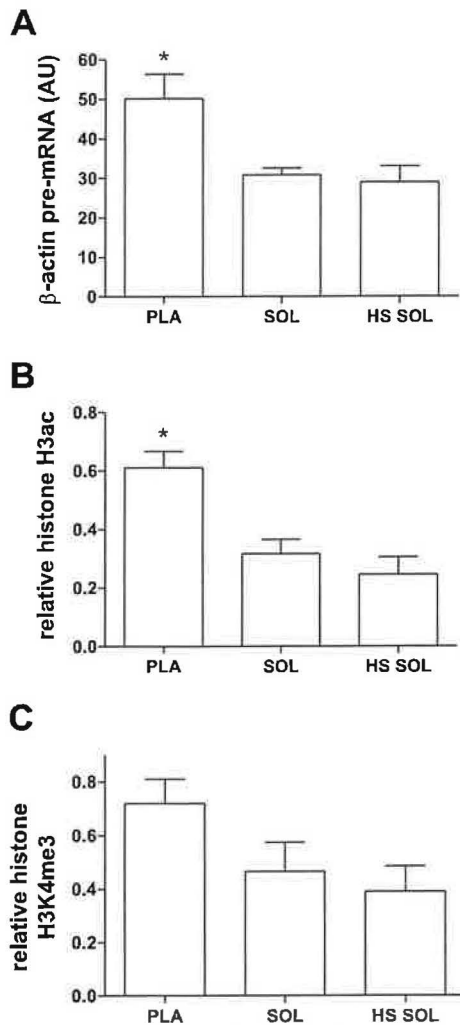 A
β-actin pre-mRNA (AU)
60
50
40
30
20
10
0
*
PLA
SOL
HS SOL
B
relative histone H3ac
0.8
0.6
0.4
0.2
0.0
*
PLA
SOL
HS SOL
C
relative histone
H3K4me3
0.8
0.6
0.4
0.2
0.0
PLA
SOL
HS SOL